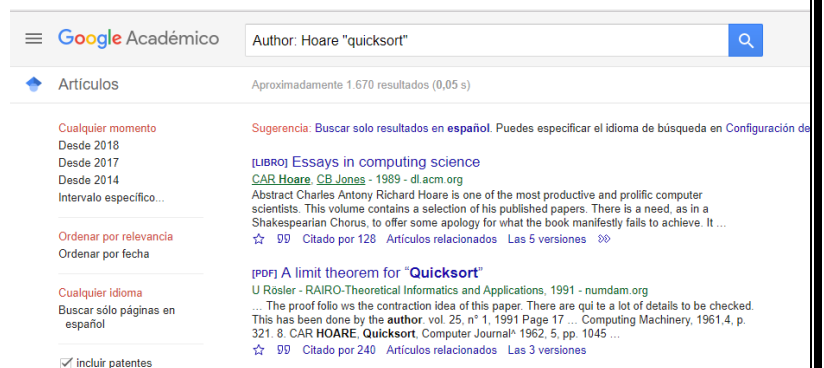 Google Académico
Author: Hoare "quicksort"
Artículos
Aproximadamente 1.670 resultados (0,05 s)
Cualquier momento
Desde 2018
Desde 2017
Desde 2014
Intervalo específico...
Ordenar por relevancia
Ordenar por fecha
Cualquier idioma
Buscar sólo páginas en
español
incluir patentes
Sugerencia: Buscar solo resultados en español. Puedes especificar el idioma de búsqueda en Configuración de
[LIBRO] Essays in computing science
CAR Hoare, CB Jones - 1989 - dl.acm.org
Abstract Charles Antony Richard Hoare is one of the most productive and prolific computer
scientists. This volume contains a selection of his published papers. There is a need, as in a
Shakespearian Chorus, to offer some apology for what the book manifestly fails to achieve. It ...
Citado por 128 Artículos relacionados Las 5 versiones
[PDF] A limit theorem for “Quicksort”
U Rösler - RAIRO-Theoretical Informatics and Applications, 1991 - numdam.org
... The proof folio ws the contraction idea of this paper. There are qui te a lot of details to be checked.
This has been done by the author. vol. 25, n° 1, 1991 Page 17 ... Computing Machinery, 1961,4, p.
321. 8. CAR HOARE, Quicksort, Computer Journal^ 1962, 5, pp. 1045 ...
Citado por 240 Artículos relacionados Las 3 versiones